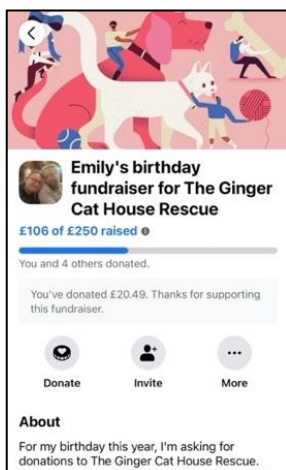 Emily's birthday
fundraiser for The Ginger
Cat House Rescue
£106 of £250 raised
You and 4 others donated.
You've donated £20.49. Thanks for supporting
this fundraiser.
Donate Invite More
About
For my birthday this year, I'm asking for
donations to The Ginger Cat House Rescue.